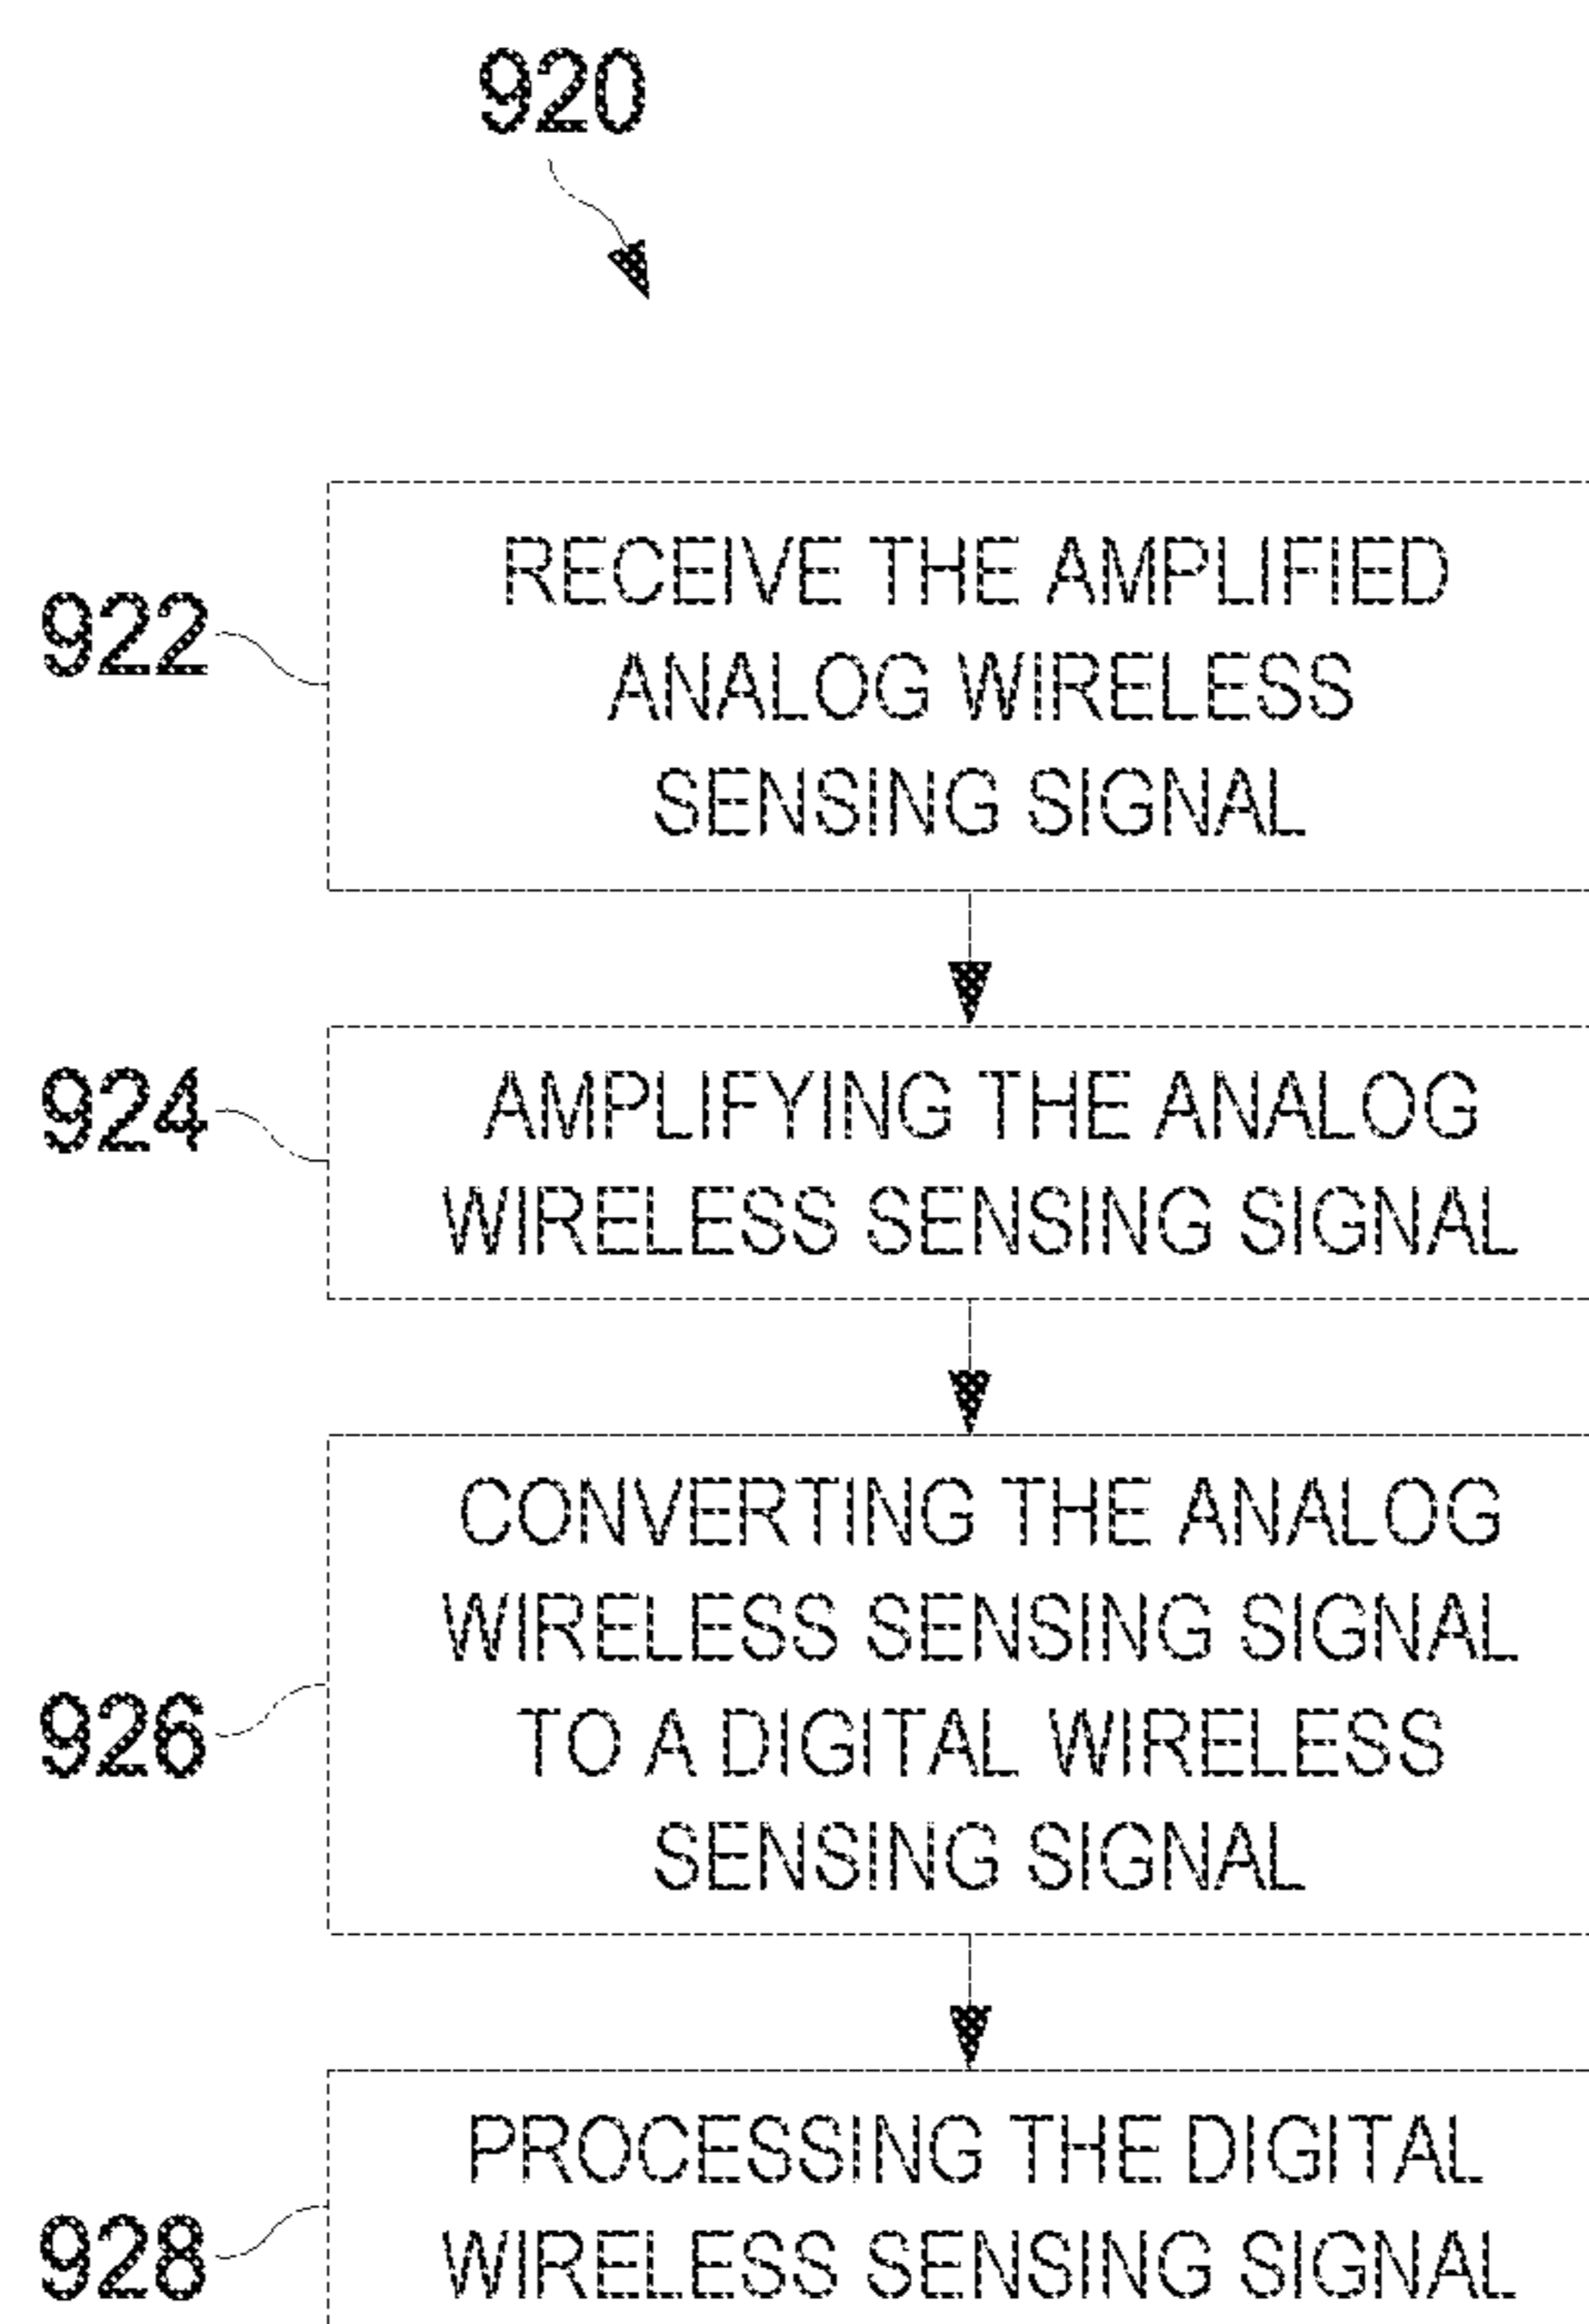 920
922
RECEIVE THE AMPLIFIED
ANALOG WIRELESS
SENSING SIGNAL
924
AMPLIFYING THE ANALOG
WIRELESS SENSING SIGNAL
926
CONVERTING THE ANALOG
WIRELESS SENSING SIGNAL
TO A DIGITAL WIRELESS
SENSING SIGNAL
928
PROCESSING THE DIGITAL
WIRELESS SENSING SIGNAL